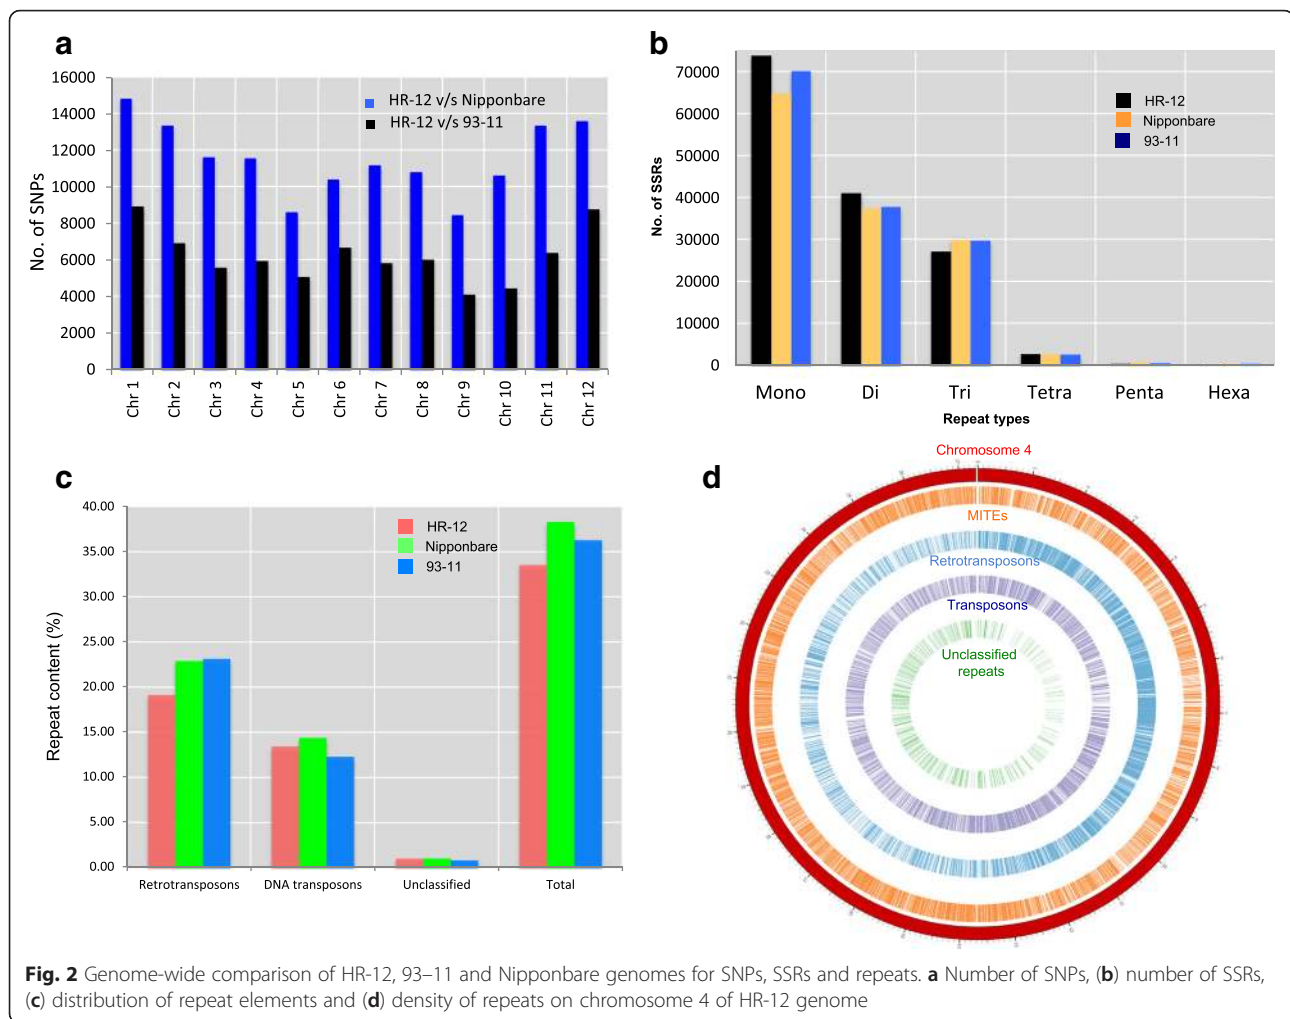 a
16000
14000
12000
10000
8000
6000
4000
2000
0
No. of SNPs
HR-12 v/s Nipponbare
HR-12 v/s 93-11
Chr 1
Chr 2
Chr 3
Chr 4
Chr 5
Chr 6
Chr 7
Chr 8
Chr 9
Chr 10
Chr 11
Chr 12
b
70000
60000
50000
40000
30000
20000
10000
0
No. of SSRs
HR-12
Nipponbare
93-11
Mono
Di
Tri
Tetra
Penta
Hexa
Repeat types
c
40.00
35.00
30.00
25.00
20.00
15.00
10.00
5.00
0.00
Repeat content (%)
HR-12
Nipponbare
93-11
Retrotransposons
DNA transposons
Unclassified
Total
d
Chromosome 4
MITEs
Retrotransposons
Transposons
Unclassified
repeats
Fig. 2 Genome-wide comparison of HR-12, 93–11 and Nipponbare genomes for SNPs, SSRs and repeats. a Number of SNPs, (b) number of SSRs,
(c) distribution of repeat elements and (d) density of repeats on chromosome 4 of HR-12 genome